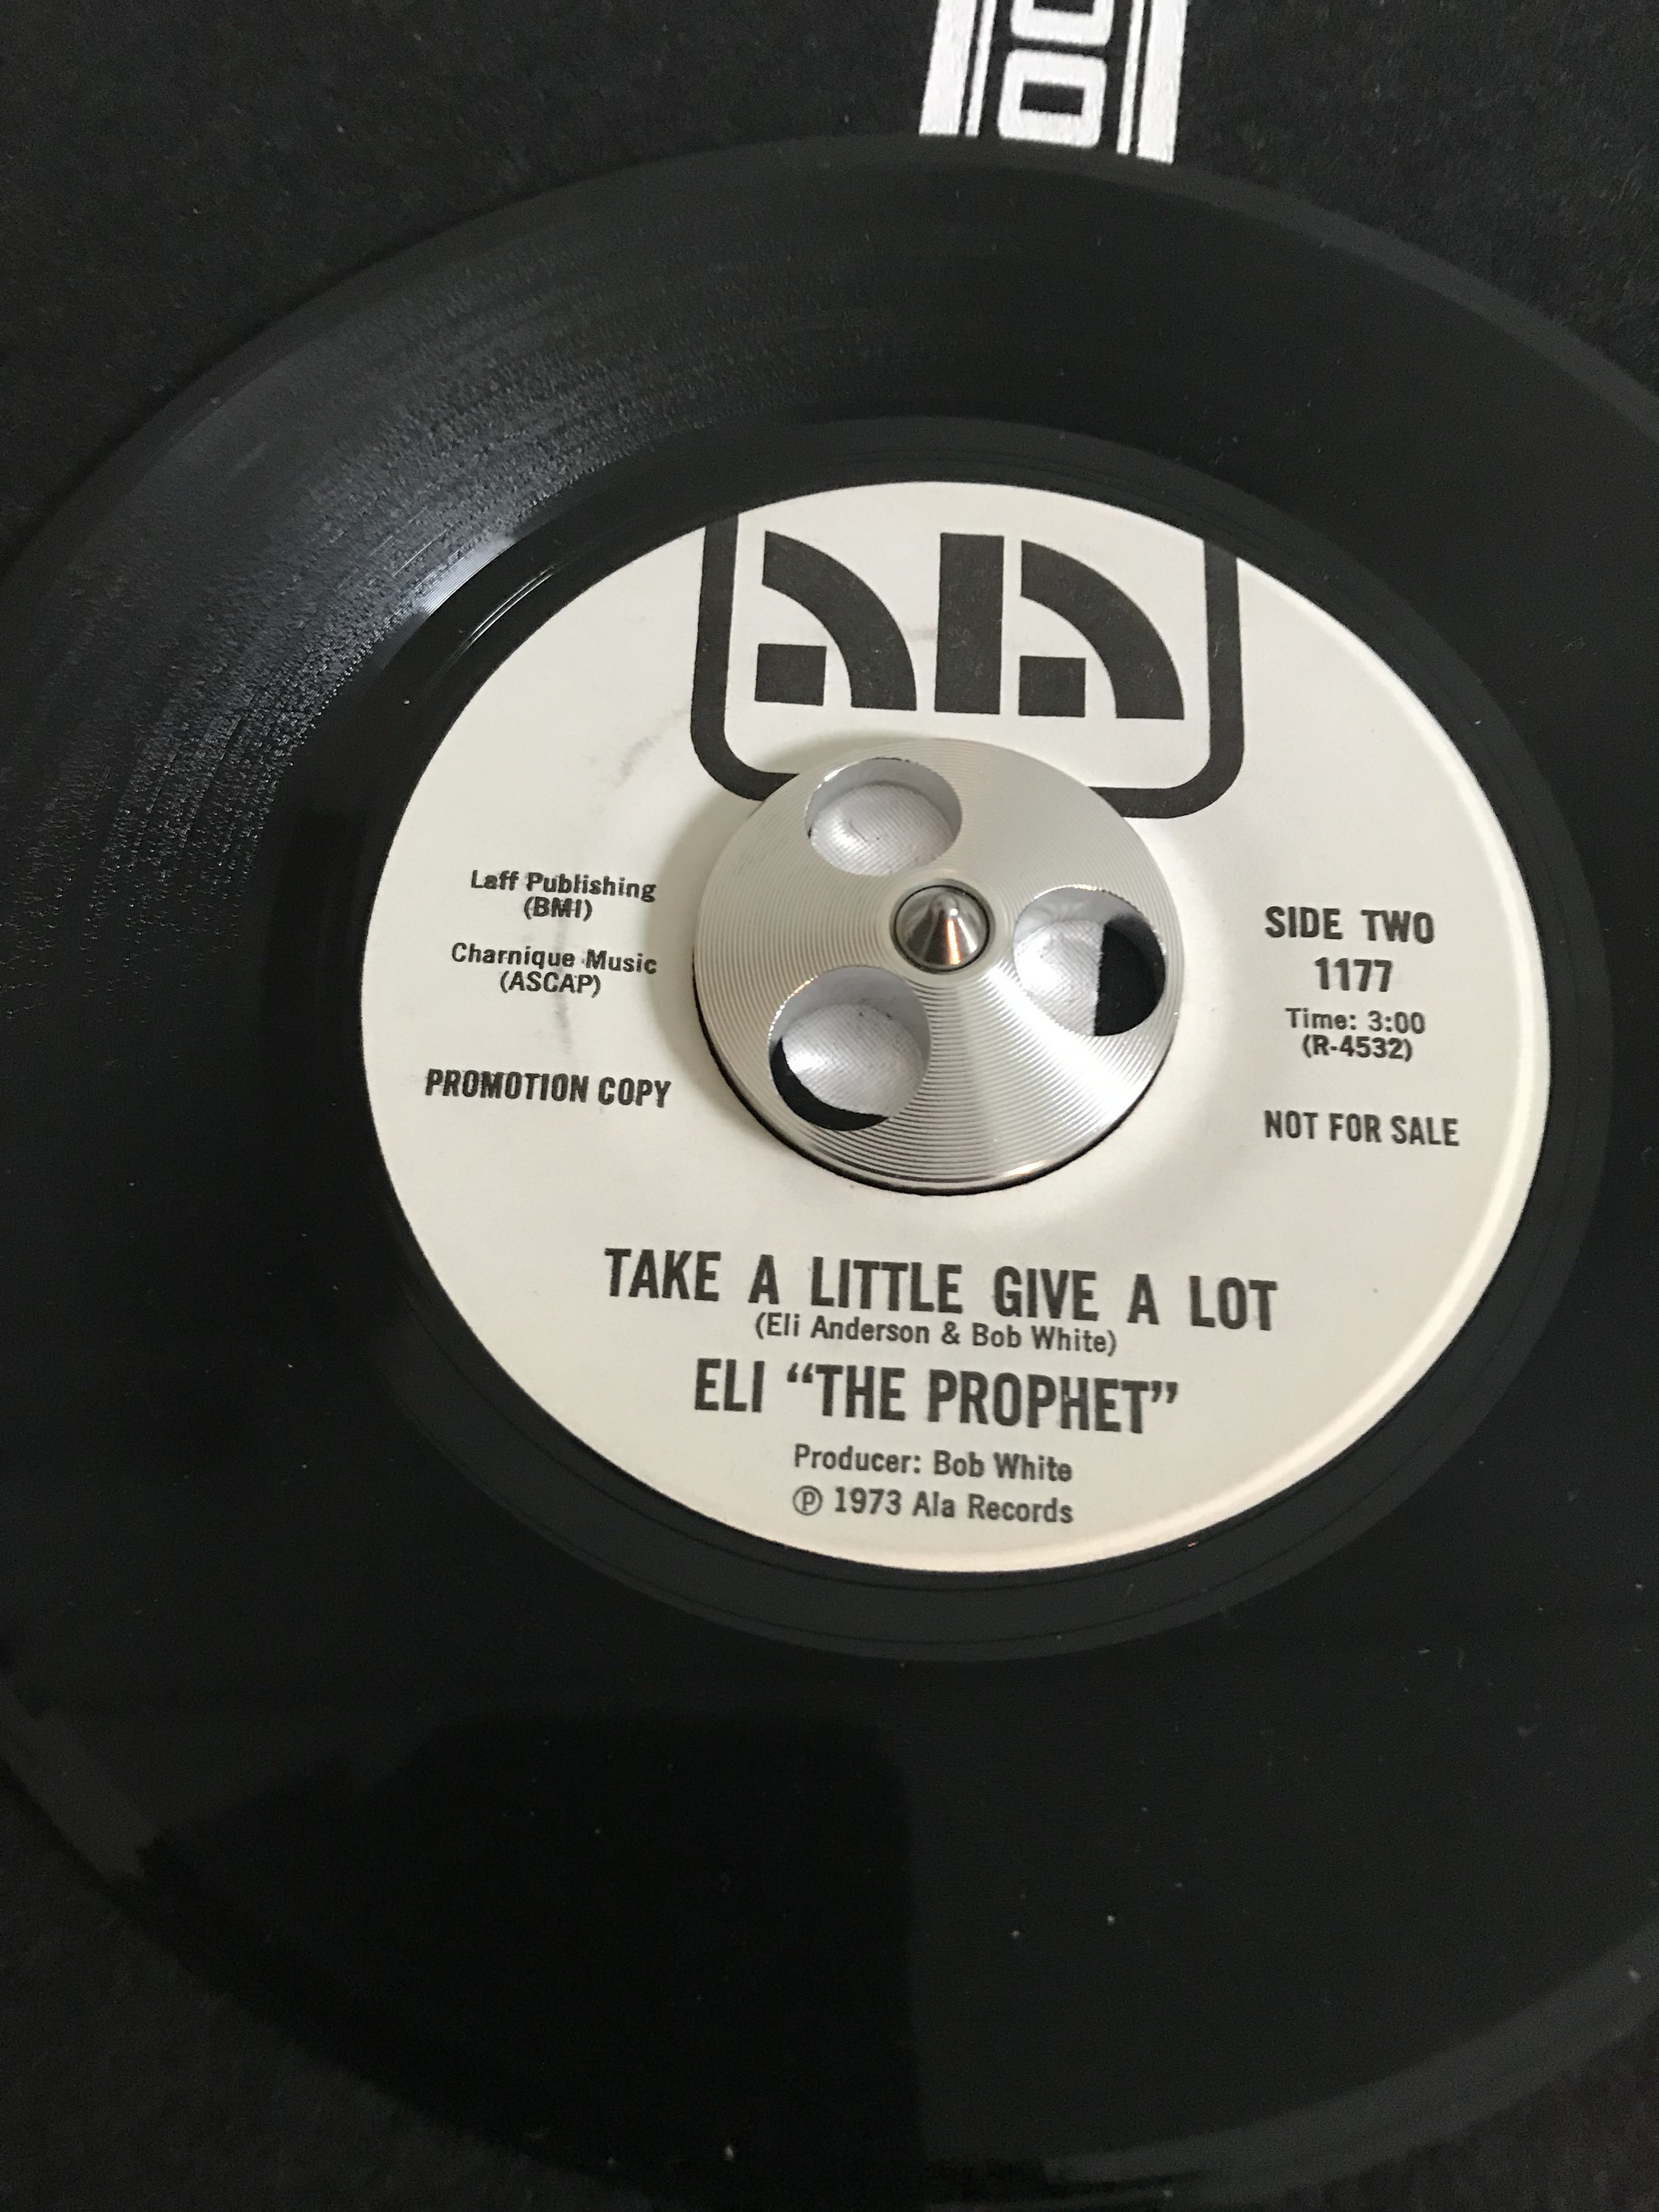 ALA
Laff Publishing
(BMI)
Charnique Music
(ASCAP)
PROMOTION COPY
SIDE TWO
1177
Time: 3:00
(R-4532)
NOT FOR SALE
TAKE A LITTLE GIVE A LOT
(Eli Anderson & Bob White)
ELI “THE PROPHET”
Producer: Bob White
℗ 1973 Ala Records